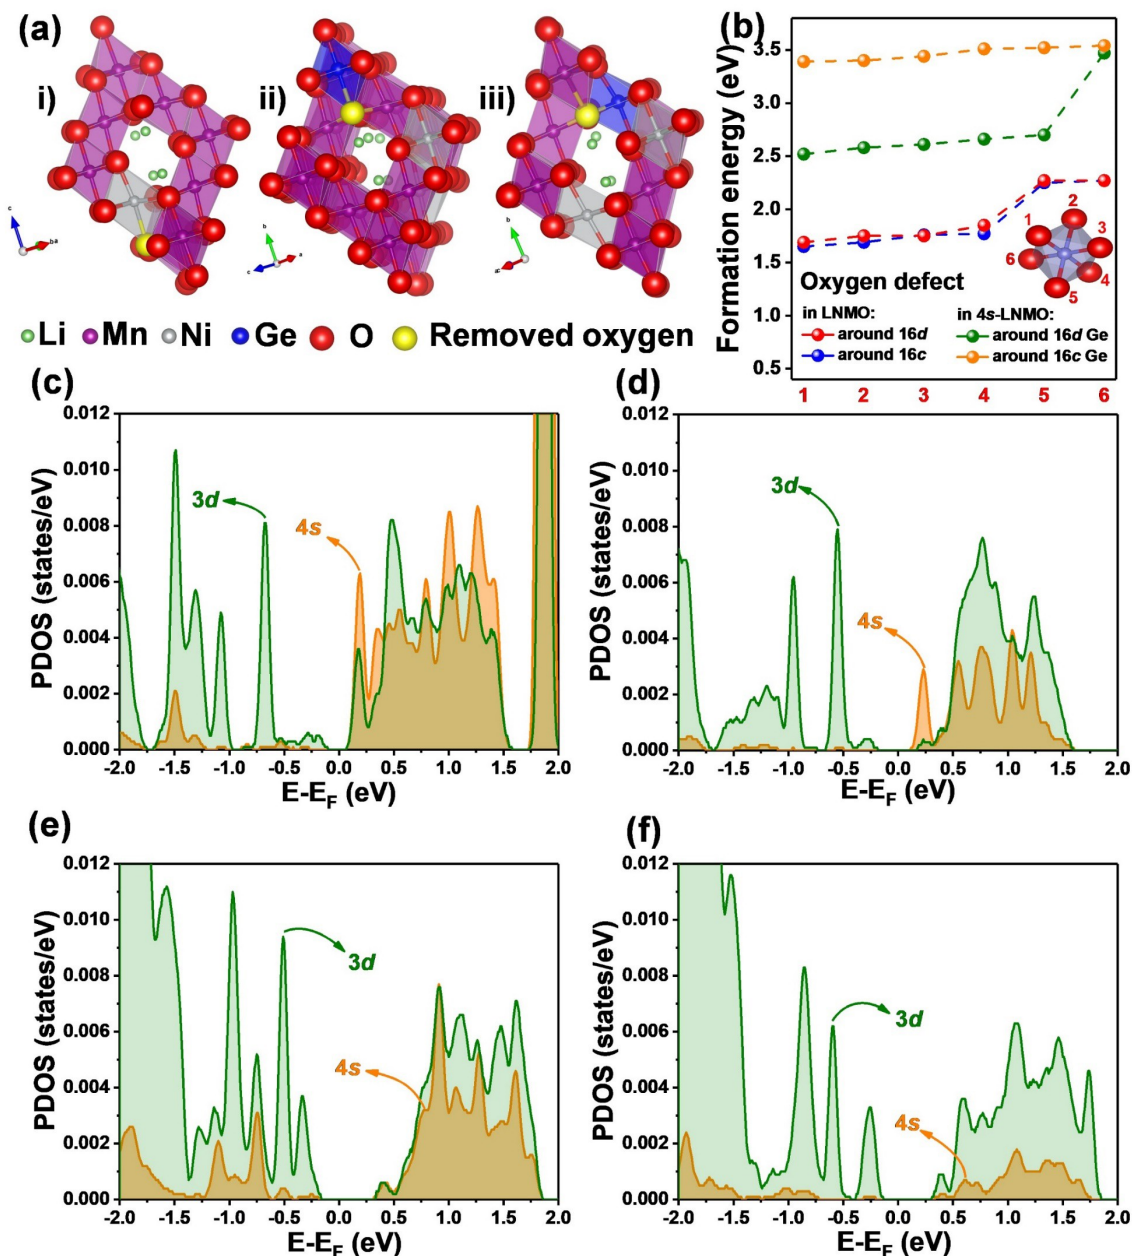 (a)
i)
ii)
iii)
c
b a
b
c
a
b
a c
Li Mn Ni Ge O Removed oxygen
(b)
Formation energy (eV)
3.5
3.0
2.5
2.0
1.5
1.0
0.5
1
2
3
4
5
6
Oxygen defect
in LNMO:
around 16d
around 16c
in 4s-LNMO:
around 16d Ge
around 16c Ge
1 2 3 4 5 6
(c)
PDOS (states/eV)
0.012
0.010
0.008
0.006
0.004
0.002
0.000
3d
4s
-2.0 -1.5 -1.0 -0.5 0.0 0.5 1.0 1.5 2.0
E-EF (eV)
(d)
PDOS (states/eV)
0.012
0.010
0.008
0.006
0.004
0.002
0.000
3d
4s
-2.0 -1.5 -1.0 -0.5 0.0 0.5 1.0 1.5 2.0
E-EF (eV)
(e)
PDOS (states/eV)
0.012
0.010
0.008
0.006
0.004
0.002
0.000
3d
4s
-2.0 -1.5 -1.0 -0.5 0.0 0.5 1.0 1.5 2.0
E-EF (eV)
(f)
PDOS (states/eV)
0.012
0.010
0.008
0.006
0.004
0.002
0.000
3d
4s
-2.0 -1.5 -1.0 -0.5 0.0 0.5 1.0 1.5 2.0
E-EF (eV)